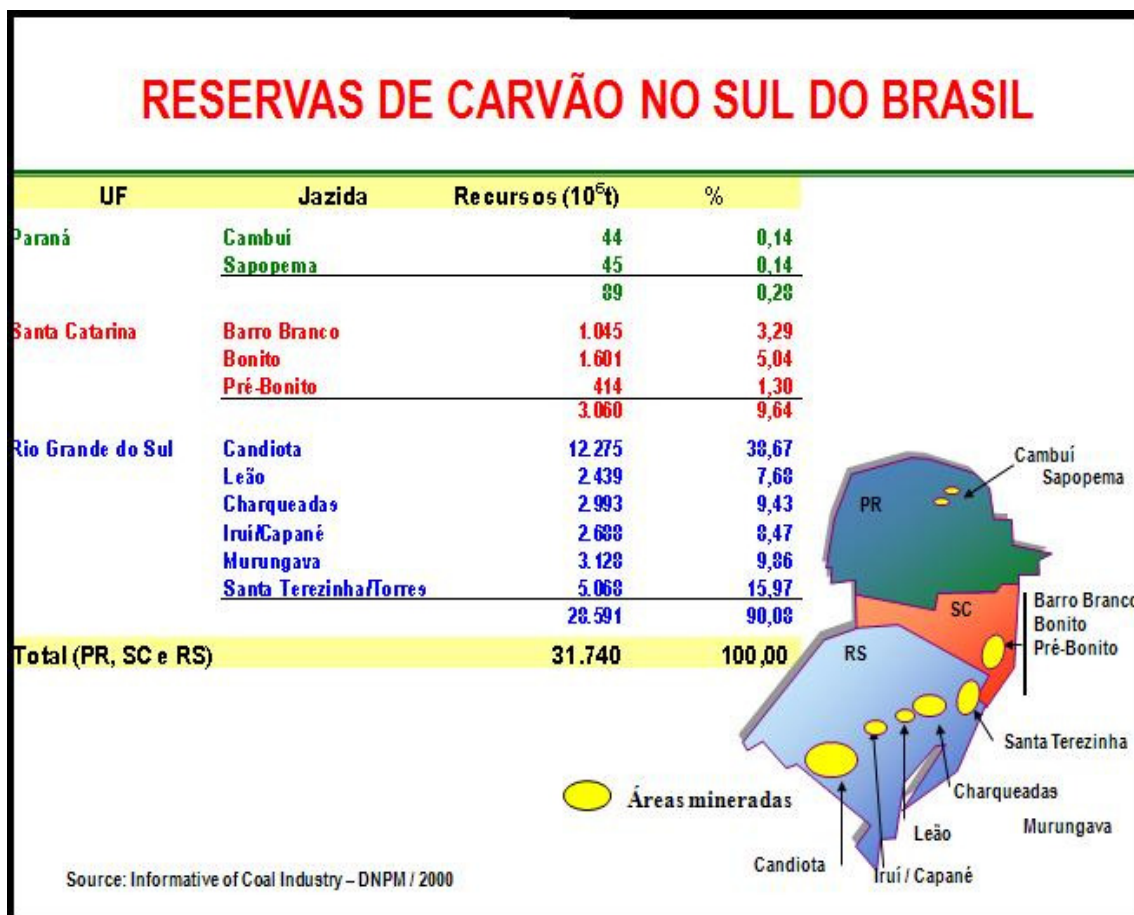 RESERVAS DE CARVÃO NO SUL DO BRASIL
UF Jazida Recursos (10⁶t) %
Paraná Cambuí 44 0,14
Sapopema 45 0,14
89 0,28
Santa Catarina Barro Branco 1.045 3,29
Bonito 1.601 5,04
Pré-Bonito 414 1,30
3.060 9,64
Rio Grande do Sul Candiota 12.275 38,67
Leão 2.439 7,68
Charqueadas 2.993 9,43
Iruí/Capané 2.688 8,47
Murungava 3.128 9,86
Santa Terezinha/Torres 5.068 15,97
28.591 90,08
Total (PR, SC e RS) 31.740 100,00
Cambuí
Sapopema
PR
SC
Barro Branco
Bonito
Pré-Bonito
RS
Santa Terezinha
Charqueadas
Murungava
Leão
Iruí / Capané
Candiota
Áreas mineradas
Source: Informative of Coal Industry – DNPM / 2000